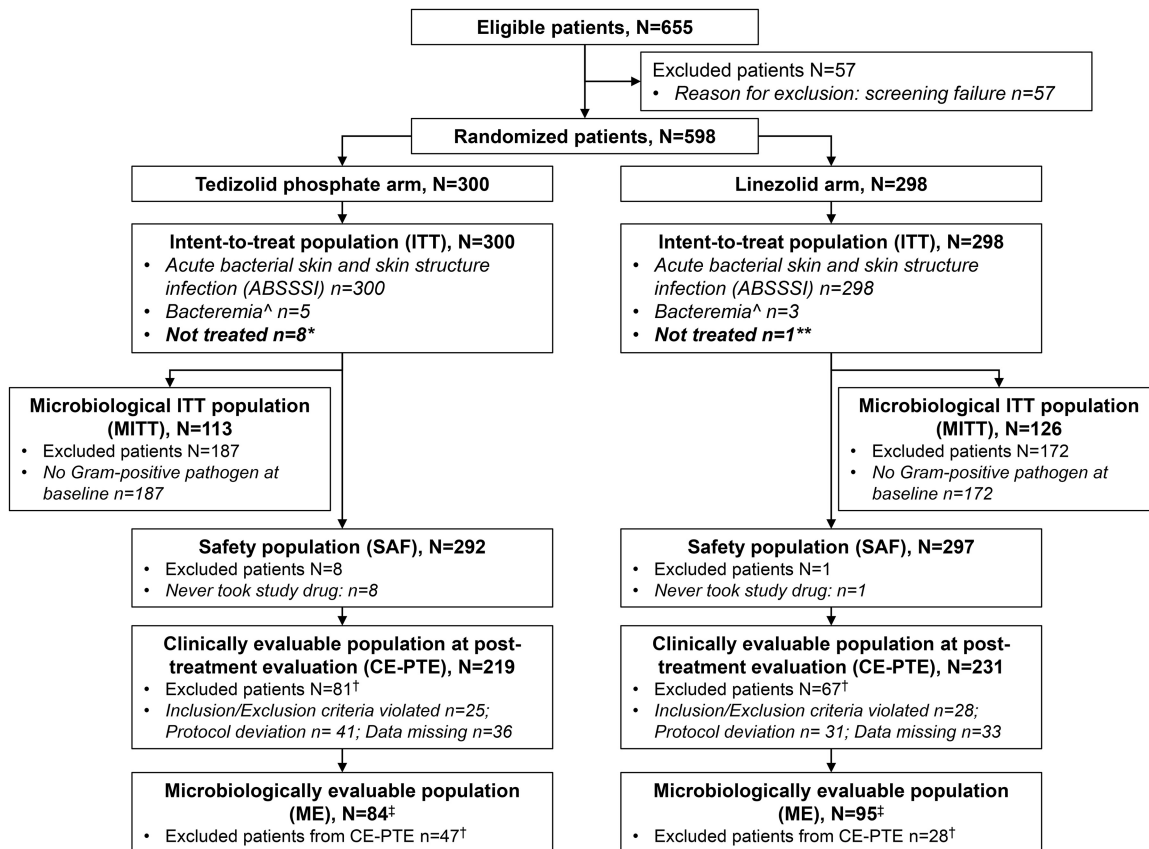 Eligible patients, N=655
Excluded patients N=57
• Reason for exclusion: screening failure n=57
Randomized patients, N=598
Tedizolid phosphate arm, N=300
Linezolid arm, N=298
Intent-to-treat population (ITT), N=300
• Acute bacterial skin and skin structure
infection (ABSSSI) n=300
• Bacteremia^ n=5
• Not treated n=8*
Intent-to-treat population (ITT), N=298
• Acute bacterial skin and skin structure
infection (ABSSSI) n=298
• Bacteremia^ n=3
• Not treated n=1**
Microbiological ITT population
(MITT), N=113
• Excluded patients N=187
• No Gram-positive pathogen at
baseline n=187
Microbiological ITT population
(MITT), N=126
• Excluded patients N=172
• No Gram-positive pathogen at
baseline n=172
Safety population (SAF), N=292
• Excluded patients N=8
• Never took study drug: n=8
Safety population (SAF), N=297
• Excluded patients N=1
• Never took study drug: n=1
Clinically evaluable population at post-
treatment evaluation (CE-PTE), N=219
• Excluded patients N=81†
• Inclusion/Exclusion criteria violated n=25;
Protocol deviation n= 41; Data missing n=36
Clinically evaluable population at post-
treatment evaluation (CE-PTE), N=231
• Excluded patients N=67†
• Inclusion/Exclusion criteria violated n=28;
Protocol deviation n= 31; Data missing n=33
Microbiologically evaluable population
(ME), N=84‡
• Excluded patients from CE-PTE n=47†
Microbiologically evaluable population
(ME), N=95‡
• Excluded patients from CE-PTE n=28†